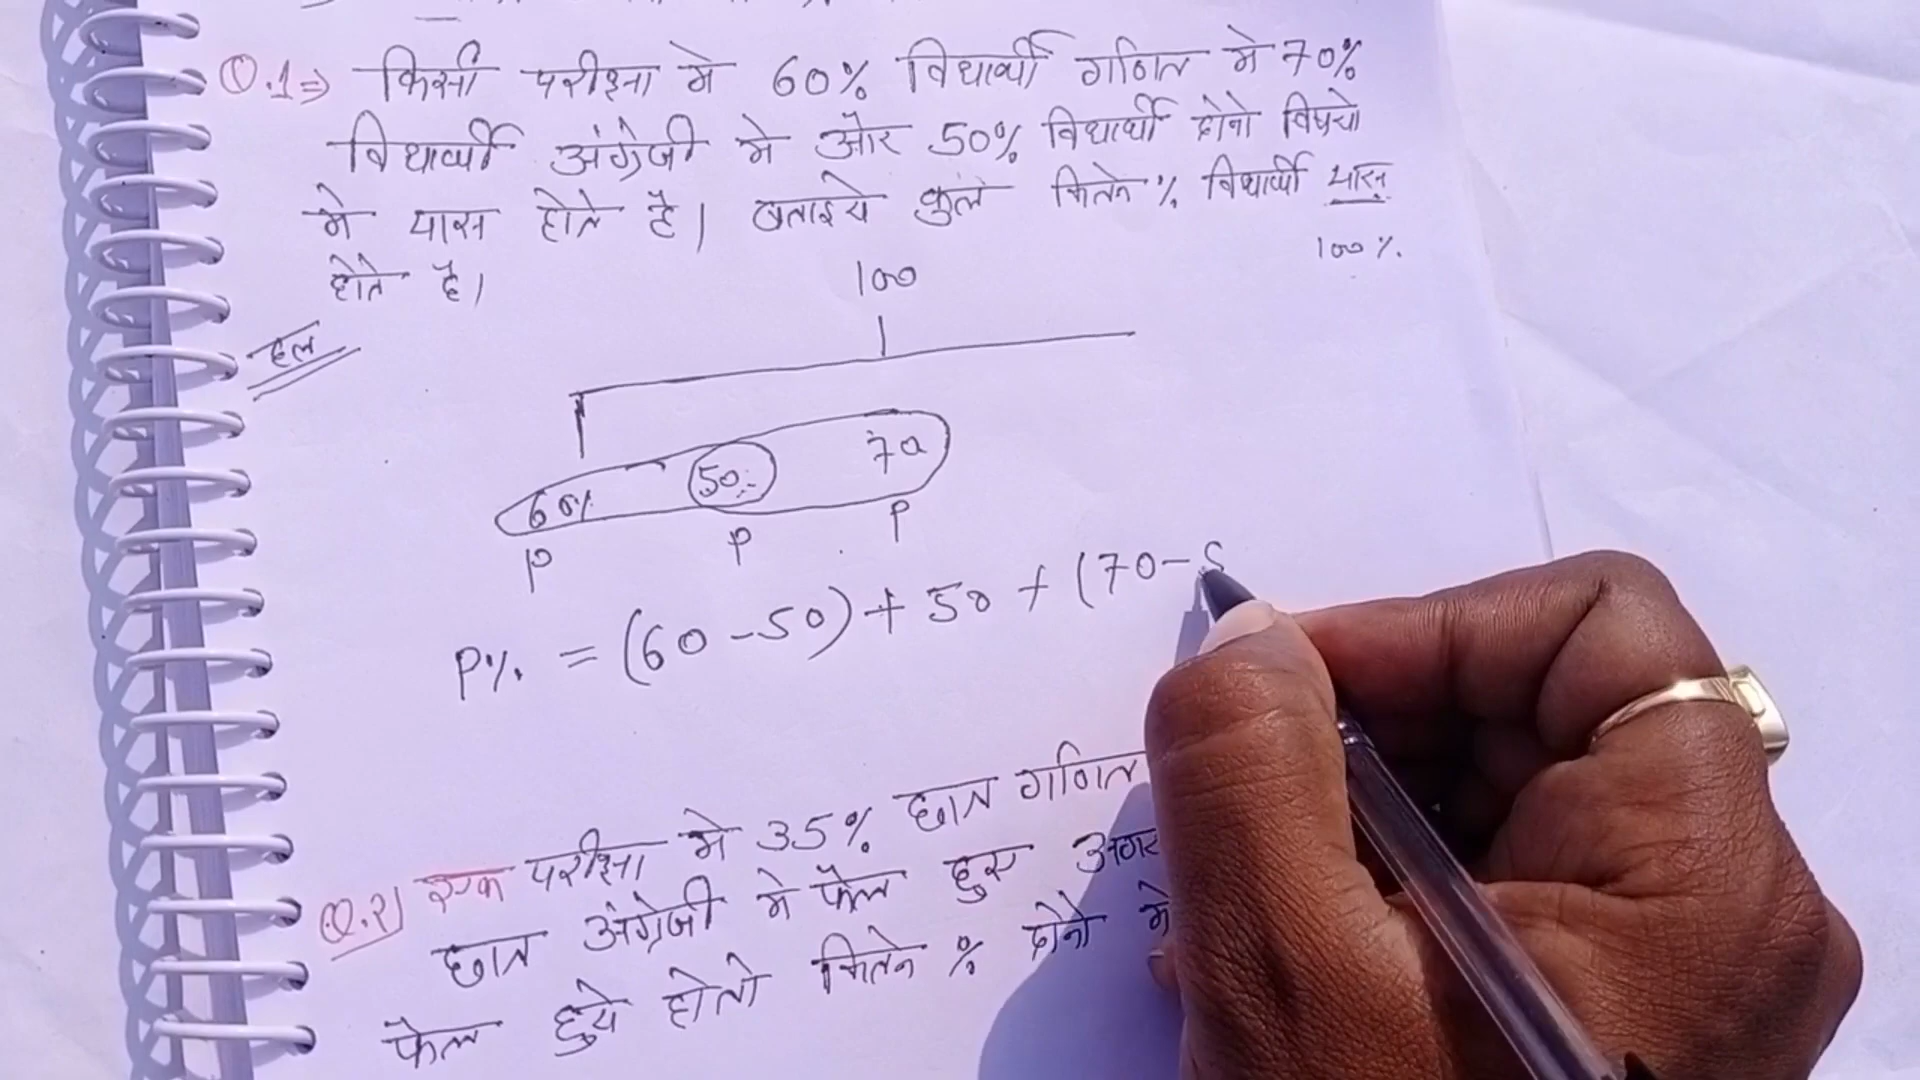 Q.1⇒ किसी परीक्षा मे 60% विधार्थी गणित मे 70%
विधार्थी अंग्रेजी मे और 50% विधार्थी दोनो विषयो
मे पास होते है। बताइये कुल कितने % विधार्थी पास
होते है।
100%.
हल
100
60% 50% 70
P P P
P% = (60-50)+50+(70-5
Q.2) एक परीक्षा मे 35% छात्र गणित
छात्र अंग्रेजी मे फैल हुए अगर
फैल हुये होतो कितने % दोनो मे